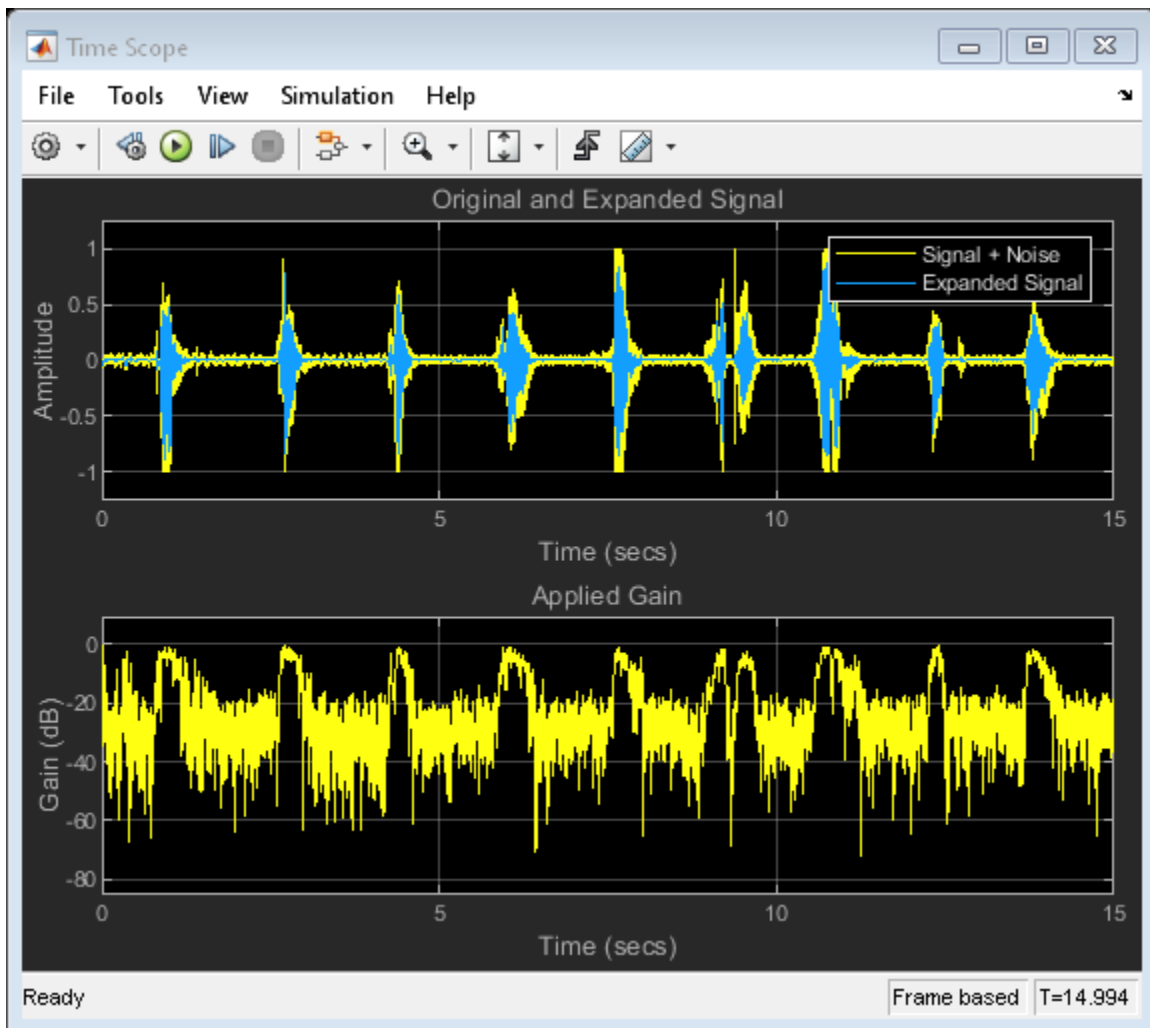 Time Scope
File Tools View Simulation Help
Original and Expanded Signal
Signal + Noise
Expanded Signal
Amplitude
1
0.5
0
-0.5
-1
0 5 10 15
Time (secs)
Applied Gain
Gain (dB)
0
-20
-40
-60
-80
0 5 10 15
Time (secs)
Ready Frame based T=14.994